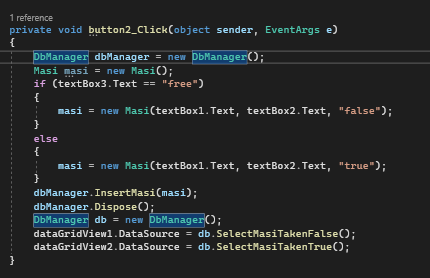 1 reference
private void button2_Click(object sender, EventArgs e)
{
DbManager dbManager = new DbManager();
Masi masi = new Masi();
if (textBox3.Text == "free")
{
masi = new Masi(textBox1.Text, textBox2.Text, "false");
}
else
{
masi = new Masi(textBox1.Text, textBox2.Text, "true");
}
dbManager.InsertMasi(masi);
dbManager.Dispose();
DbManager db = new DbManager();
dataGridView1.DataSource = db.SelectMasiTakenFalse();
dataGridView2.DataSource = db.SelectMasiTakenTrue();
}